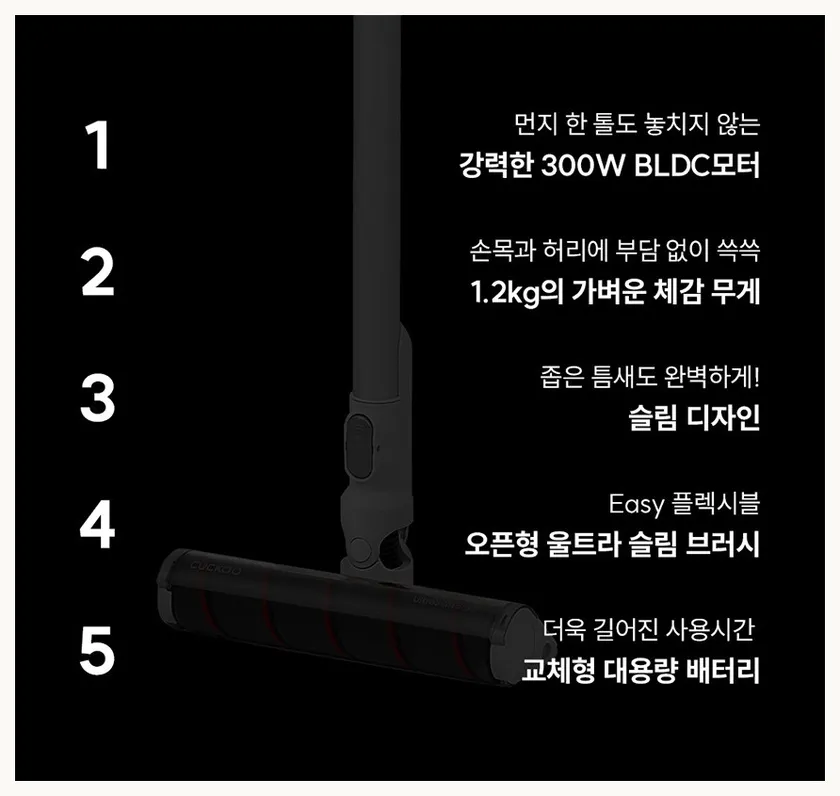 1
먼지 한 톨도 놓치지 않는
강력한 300W BLDC모터
2
손목과 허리에 부담 없이 쓱쓱
1.2kg의 가벼운 체감 무게
3
좁은 틈새도 완벽하게!
슬림 디자인
4
Easy 플렉시블
오픈형 울트라 슬림 브러시
CUCKOO
5
더욱 길어진 사용시간
교체형 대용량 배터리